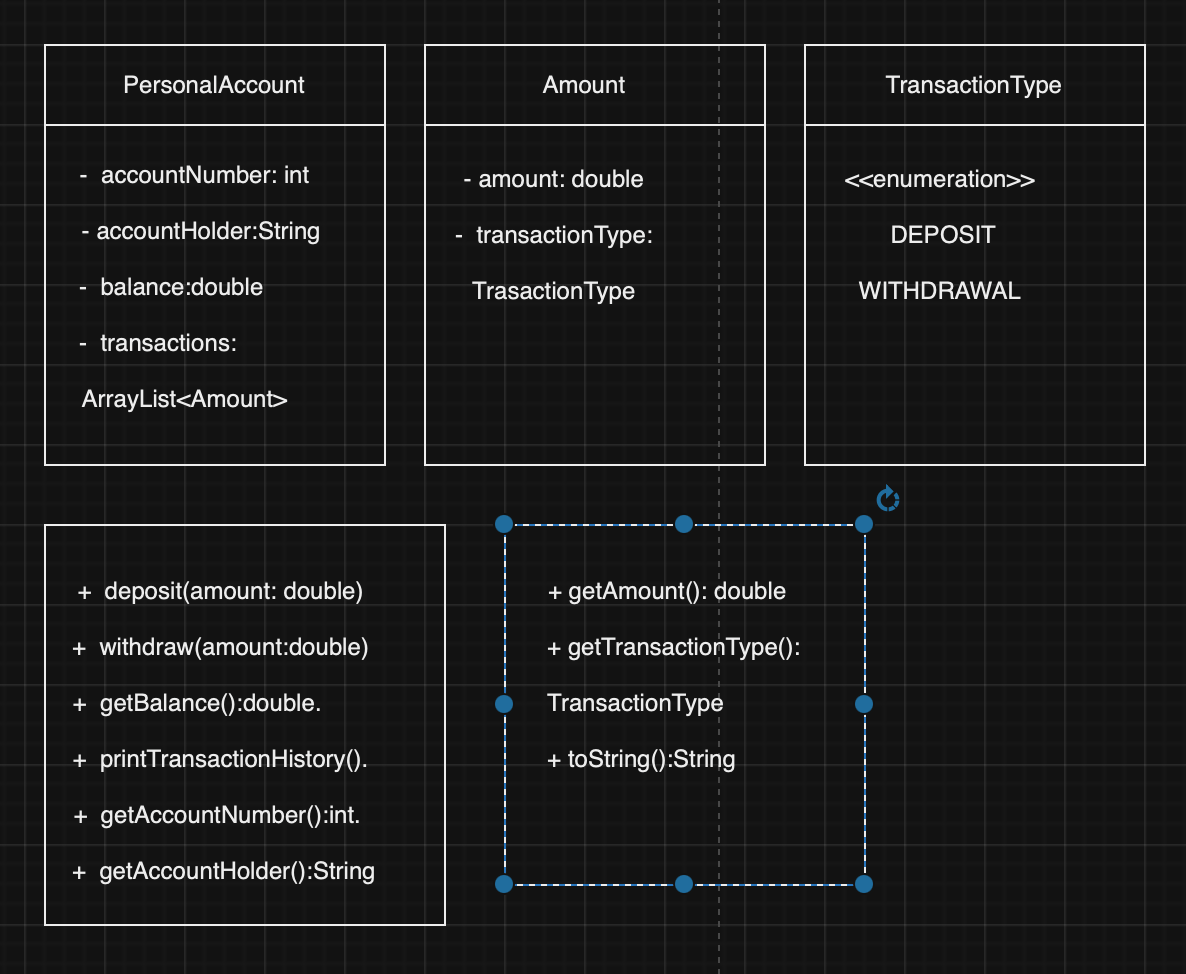 PersonalAccount
- accountNumber: int
- accountHolder:String
- balance:double
- transactions:
ArrayList<Amount>
Amount
- amount: double
- transactionType:
TrasactionType
TransactionType
<<enumeration>>
DEPOSIT
WITHDRAWAL
+ deposit(amount: double)
+ withdraw(amount:double)
+ getBalance():double.
+ printTransactionHistory().
+ getAccountNumber():int.
+ getAccountHolder():String
+ getAmount(): double
+ getTransactionType():
TransactionType
+ toString():String